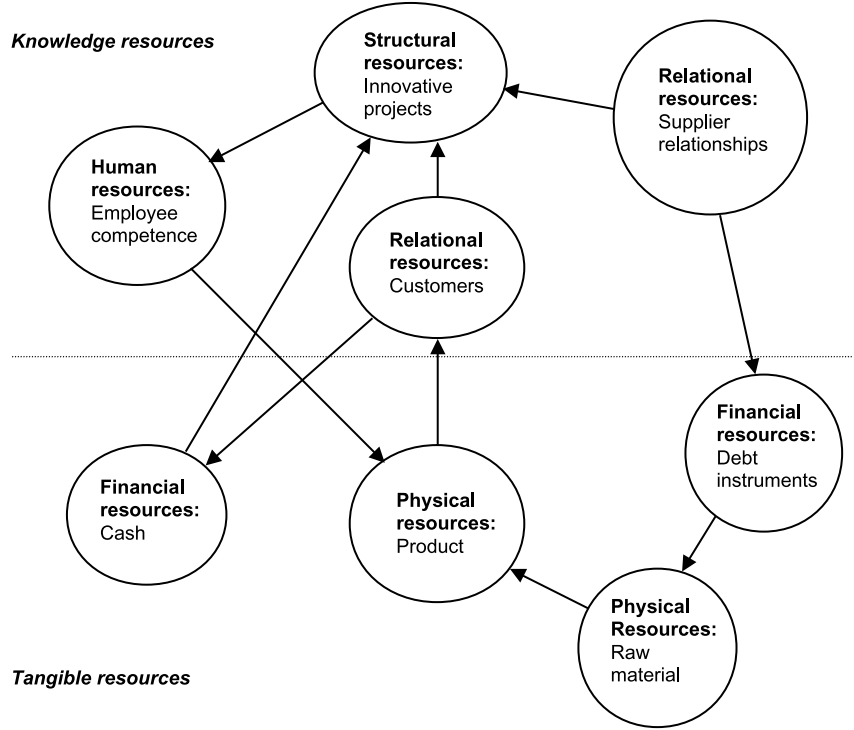 Knowledge resources
Structural
resources:
Innovative
projects
Relational
resources:
Supplier
relationships
Human
resources:
Employee
competence
Relational
resources:
Customers
Financial
resources:
Debt
instruments
Financial
resources:
Cash
Physical
resources:
Product
Physical
Resources:
Raw
material
Tangible resources